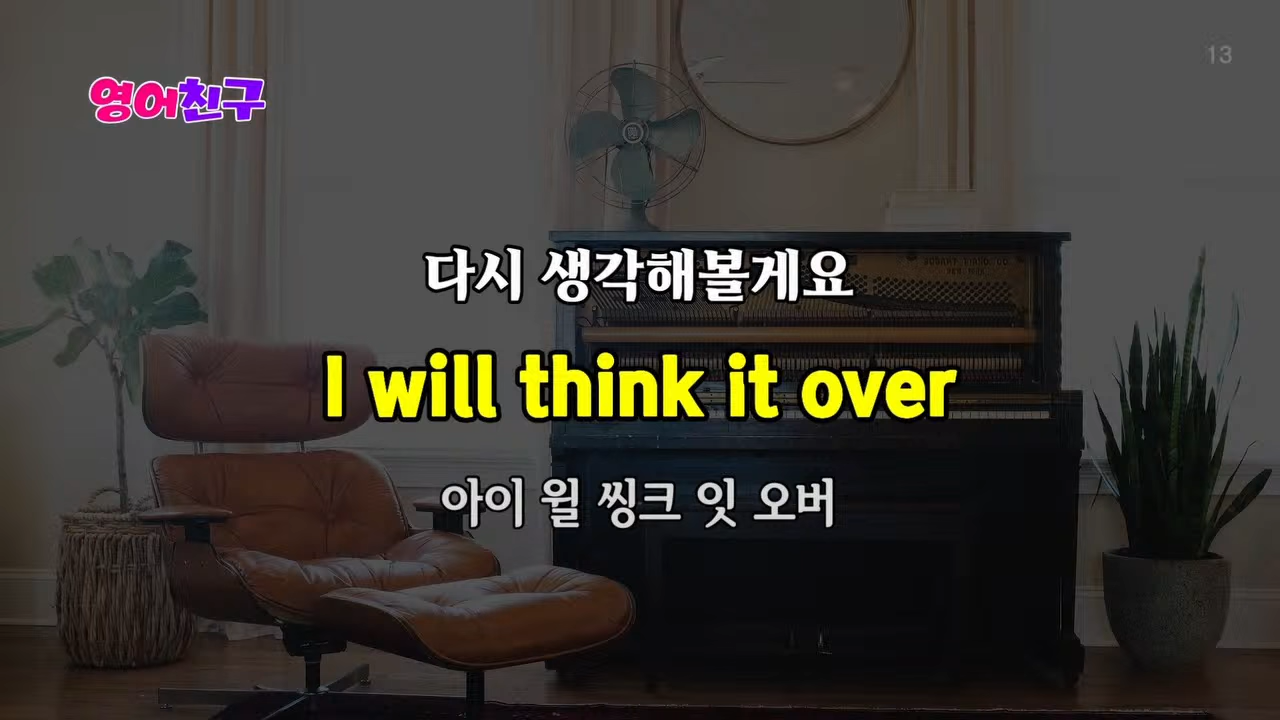 13
영어친구
다시 생각해볼게요
I will think it over
아이 윌 씽크 잇 오버